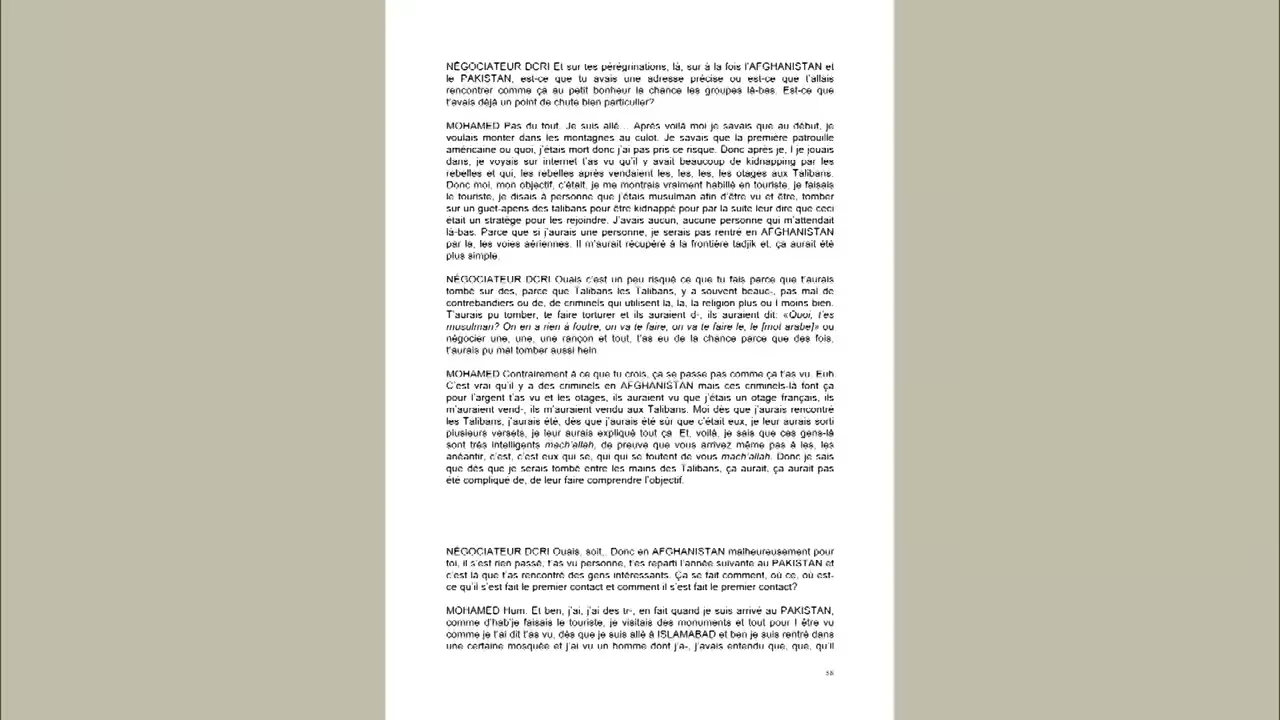 NÉGOCIATEUR DCRI Et sur tes pérégrinations, là, sur à la fois l'AFGHANISTAN et
le PAKISTAN, est-ce que tu avais une adresse précise ou est-ce que t'allais
rencontrer comme ça au petit bonheur la chance les groupes là-bas. Est-ce que
t'avais déjà un point de chute bien particulier?
MOHAMED Pas du tout. Je suis allé... Après voilà moi je savais que au début, je
voulais monter dans les montagnes au culot. Je savais que la première patrouille
américaine ou quoi, j'étais mort donc j'ai pas pris ce risque. Donc après je, l je jouais
dans, je voyais sur internet t'as vu qu'il y avait beaucoup de kidnapping par les
rebelles et qui, les rebelles après vendaient les, les, les, les otages aux Talibans.
Donc moi, mon objectif, c'était, je me montrais vraiment habillé en touriste, je faisais
le touriste, je disais à personne que j'étais musulman afin d'être vu et être, tomber
sur un guet-apens des talibans pour être kidnappé pour par la suite leur dire que ceci
était un stratège pour les rejoindre. J'avais aucun, aucune personne qui m'attendait
là-bas. Parce que si j'aurais une personne, je serais pas rentré en AFGHANISTAN
par la, les voies aériennes. Il m'aurait récupéré à la frontière tadjik et, ça aurait été
plus simple.
NÉGOCIATEUR DCRI Ouais c'est un peu risqué ce que tu fais parce que t'aurais
tombé sur des, parce que Talibans les Talibans, y a souvent beauc-, pas mal de
contrebandiers ou de, de criminels qui utilisent la, la, la religion plus ou l moins bien.
T'aurais pu tomber, te faire torturer et ils auraient d-, ils auraient dit: «Quoi, t'es
musulman? On en a rien à foutre, on va te faire, on va te faire le, le [mot arabe]» ou
négocier une, une, une rançon et tout, t'as eu de la chance parce que des fois,
t'aurais pu mal tomber aussi hein
MOHAMED Contrairement à ce que tu crois, ça se passe pas comme ça t'as vu. Euh
C'est vrai qu'il y a des criminels en AFGHANISTAN mais ces criminels-là font ça
pour l'argent t'as vu et les otages, ils auraient vu que j'étais un otage français, ils
m'auraient vend-, ils m'auraient vendu aux Talibans. Moi dès que j'aurais rencontré
les Talibans, j'aurais été, dès que j'aurais été sûr que c'était eux, je leur aurais sorti
plusieurs versets, je leur aurais expliqué tout ça Et, voilà, je sais que ces gens-là
sont très intelligents mach'allah, de preuve que vous arrivez même pas à les, les
anéantir, c'est, c'est eux qui se, qui qui se foutent de vous mach'allah. Donc je sais
que dès que je serais tombé entre les mains des Talibans, ça aurait, ça aurait pas
été compliqué de, de leur faire comprendre l'objectif.
NÉGOCIATEUR DCRI Ouais, soit,. Donc en AFGHANISTAN malheureusement pour
toi, il s'est rien passé, t'as vu personne, t'es reparti l'année suivante au PAKISTAN et
c'est là que t'as rencontré des gens intéressants. Ça se fait comment, où ce, où est-
ce qu'il s'est fait le premier contact et comment il s'est fait le premier contact?
MOHAMED Hum. Et ben, j'ai, j'ai des tr-, en fait quand je suis arrivé au PAKISTAN,
comme d'hab'je faisais le touriste, je visitais des monuments et tout pour l être vu
comme je t'ai dit t'as vu, dès que je suis allé à ISLAMABAD et ben je suis rentré dans
une certaine mosquée et j'ai vu un homme dont j'a-, j'avais entendu que, que, qu'il
58